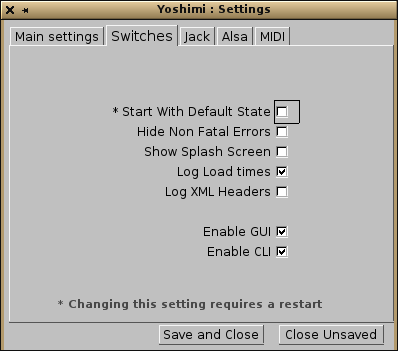 Yoshimi : Settings
Main settings Switches Jack Alsa MIDI
* Start With Default State
Hide Non Fatal Errors
Show Splash Screen
Log Load times
Log XML Headers
Enable GUI
Enable CLI
* Changing this setting requires a restart
Save and Close Close Unsaved